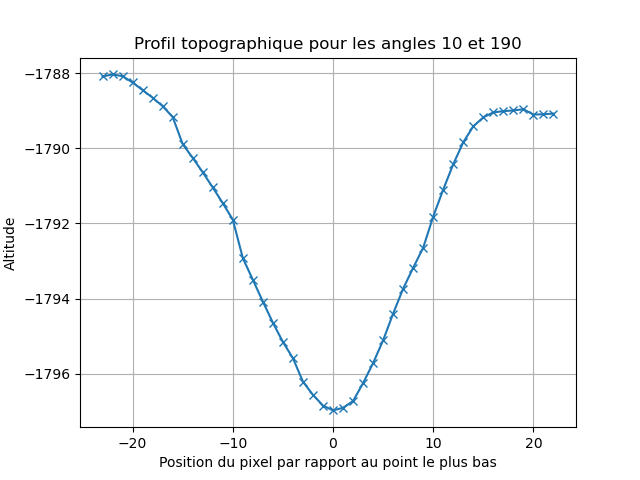 Profil topographique pour les angles 10 et 190
−1788
−1790
−1792
−1794
−1796
Altitude
−20 −10 0 10 20
Position du pixel par rapport au point le plus bas